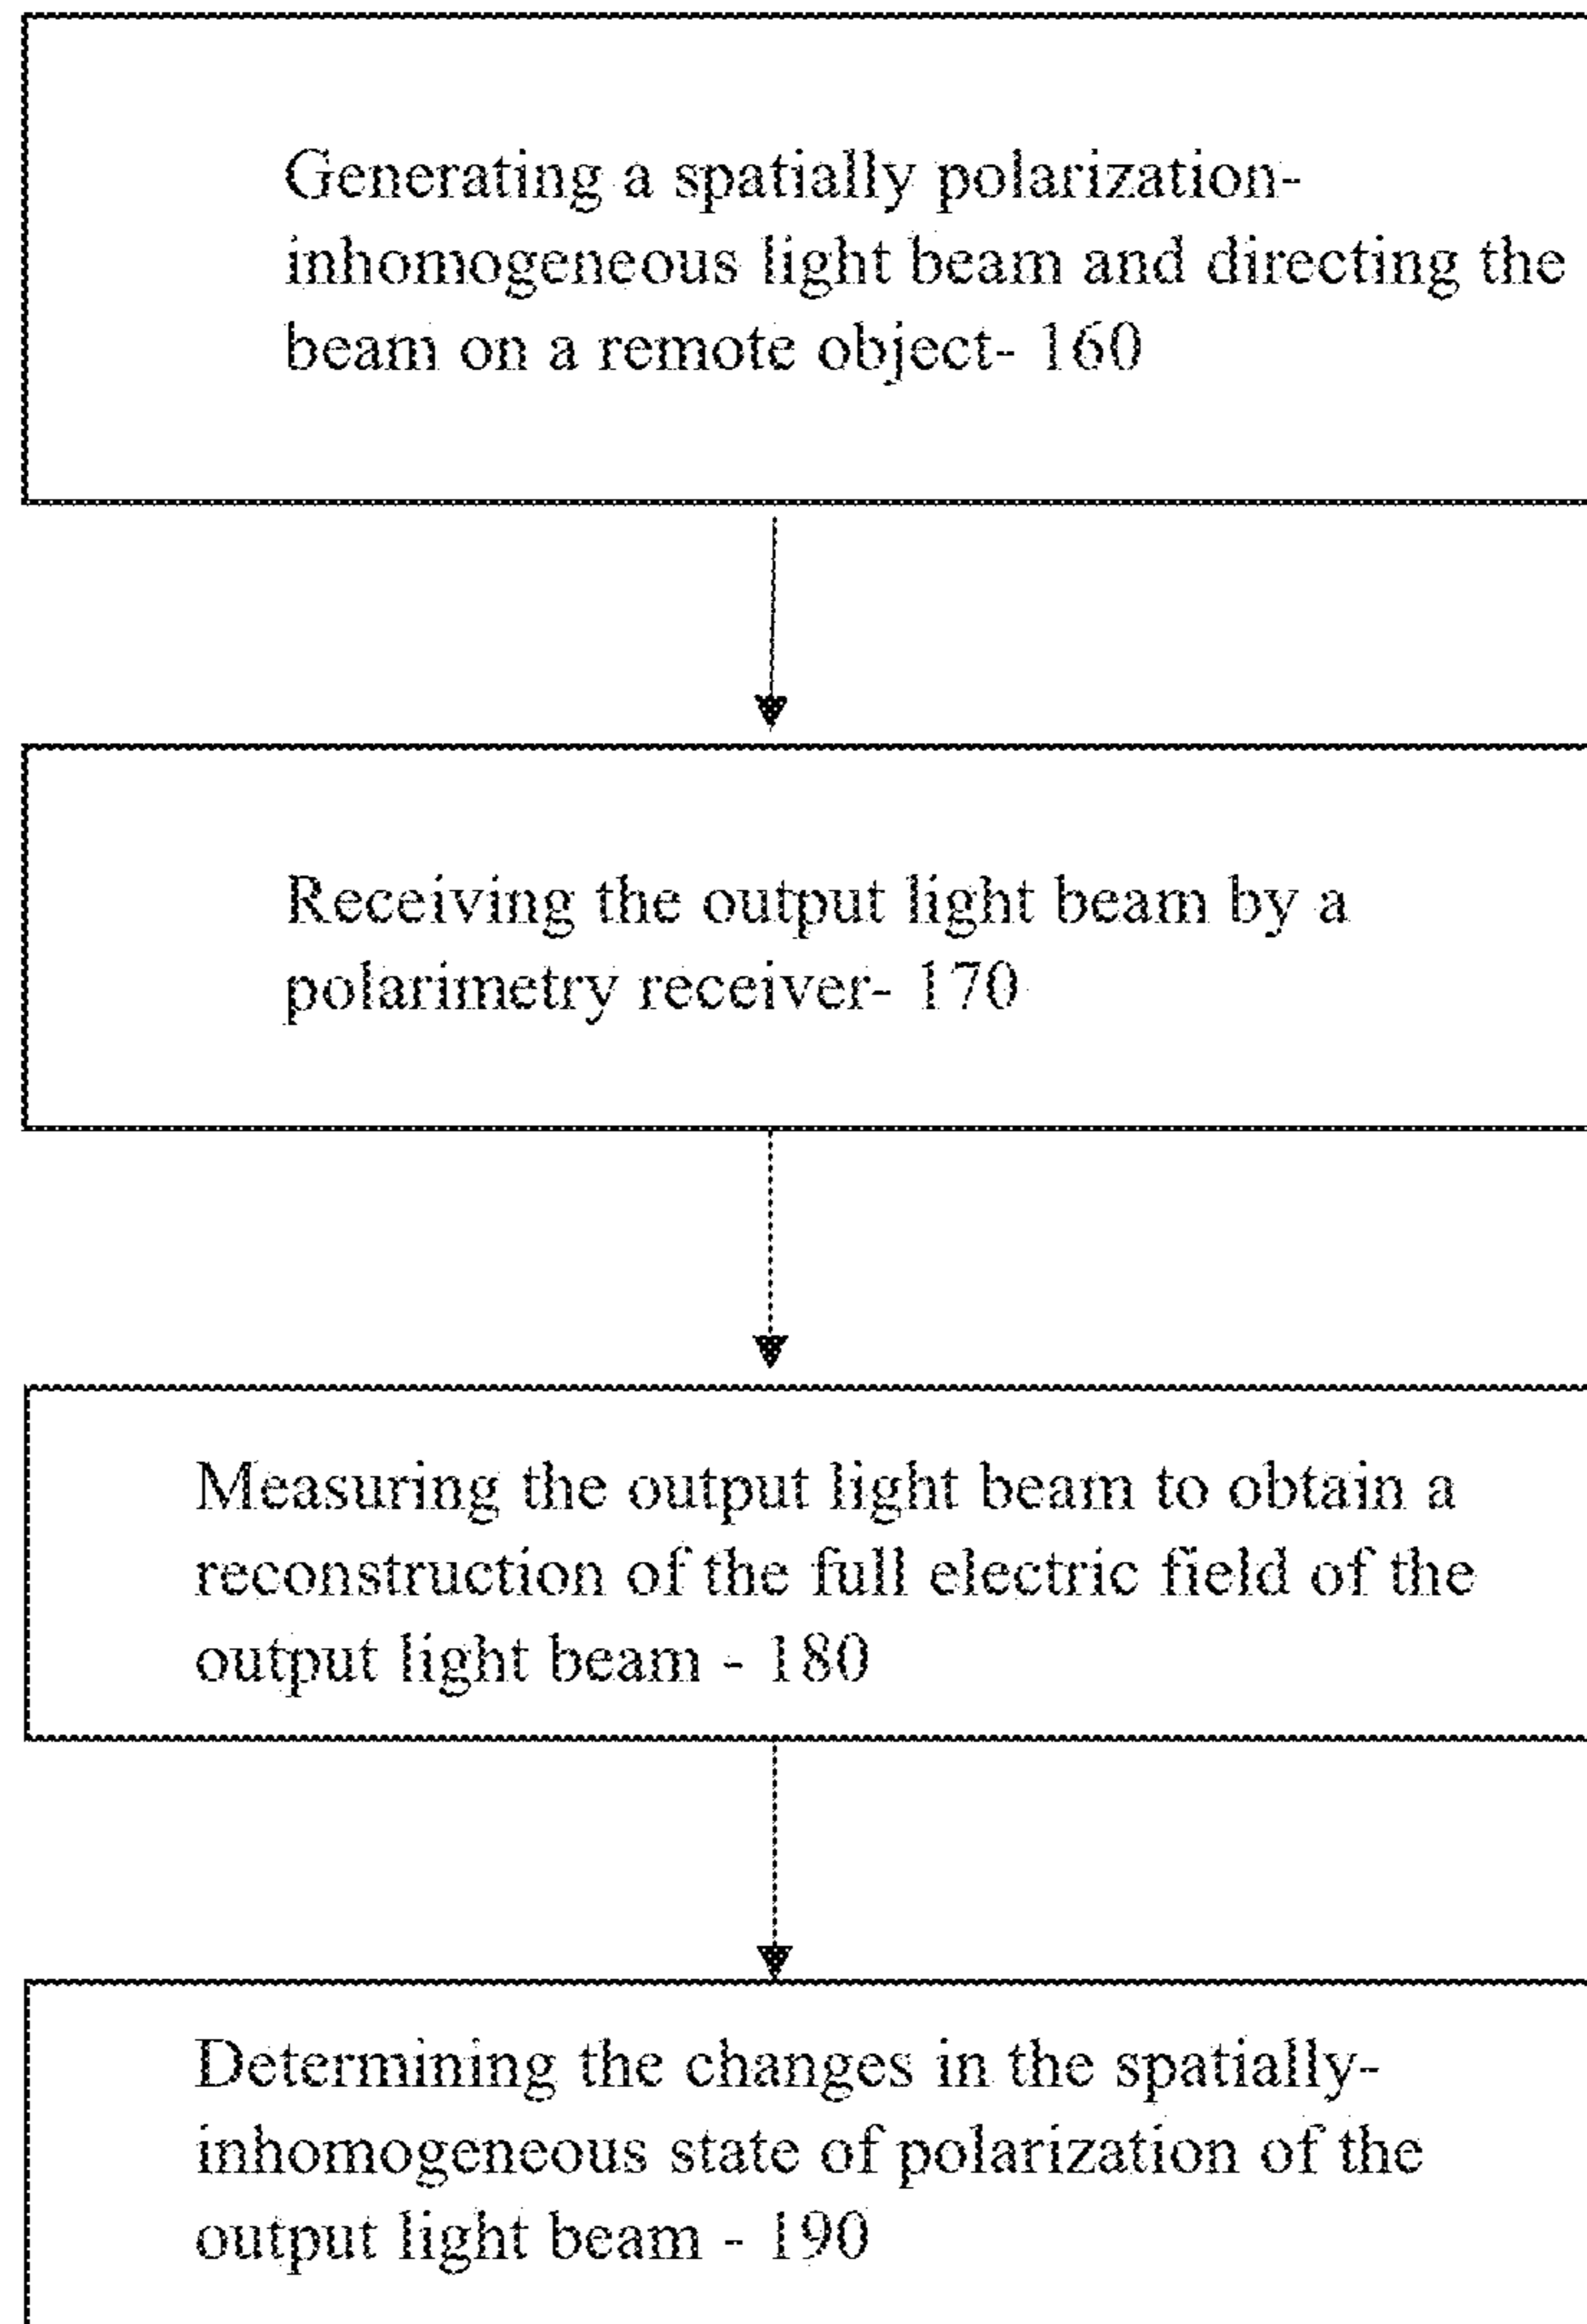 Generating a spatially polarization-
inhomogeneous light beam and directing the
beam on a remote object- 160
Receiving the output light beam by a
polarimetry receiver- 170
Measuring the output light beam to obtain a
reconstruction of the full electric field of the
output light beam - 180
Determining the changes in the spatially-
inhomogeneous state of polarization of the
output light beam - 190